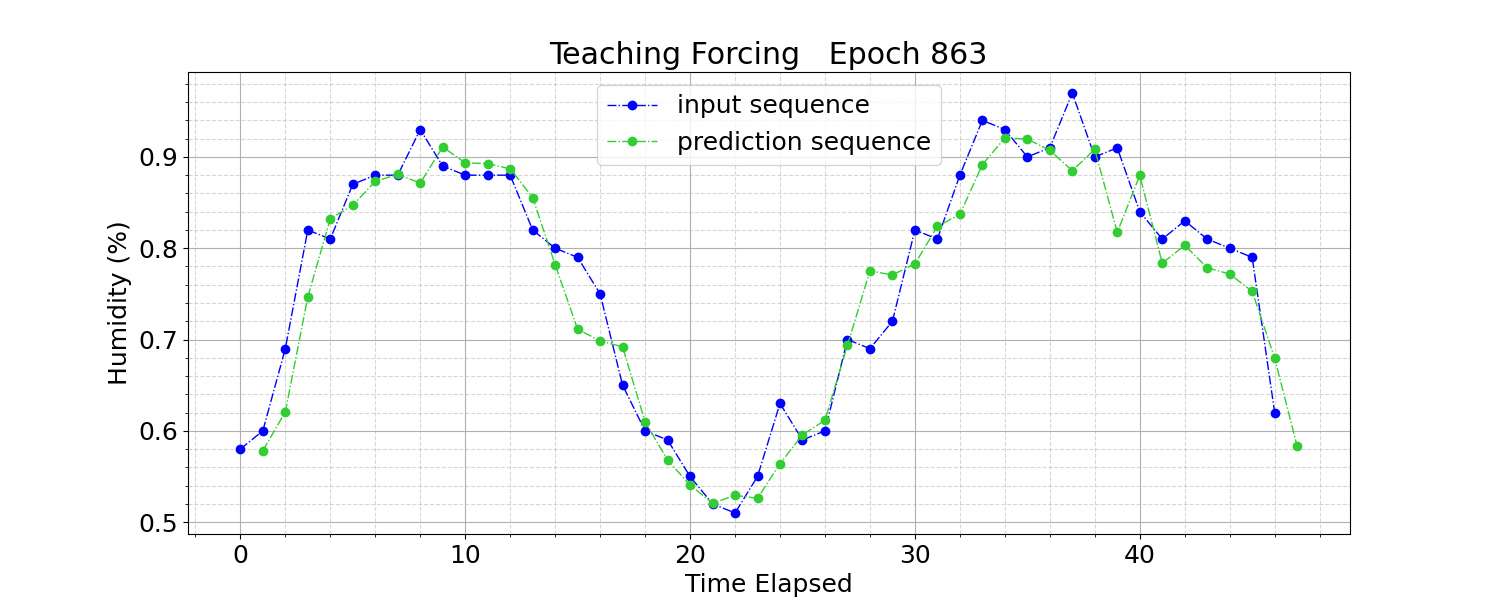 Teaching Forcing   Epoch 863
input sequence
prediction sequence
Humidity (%)
0.9
0.8
0.7
0.6
0.5
0 10 20 30 40
Time Elapsed